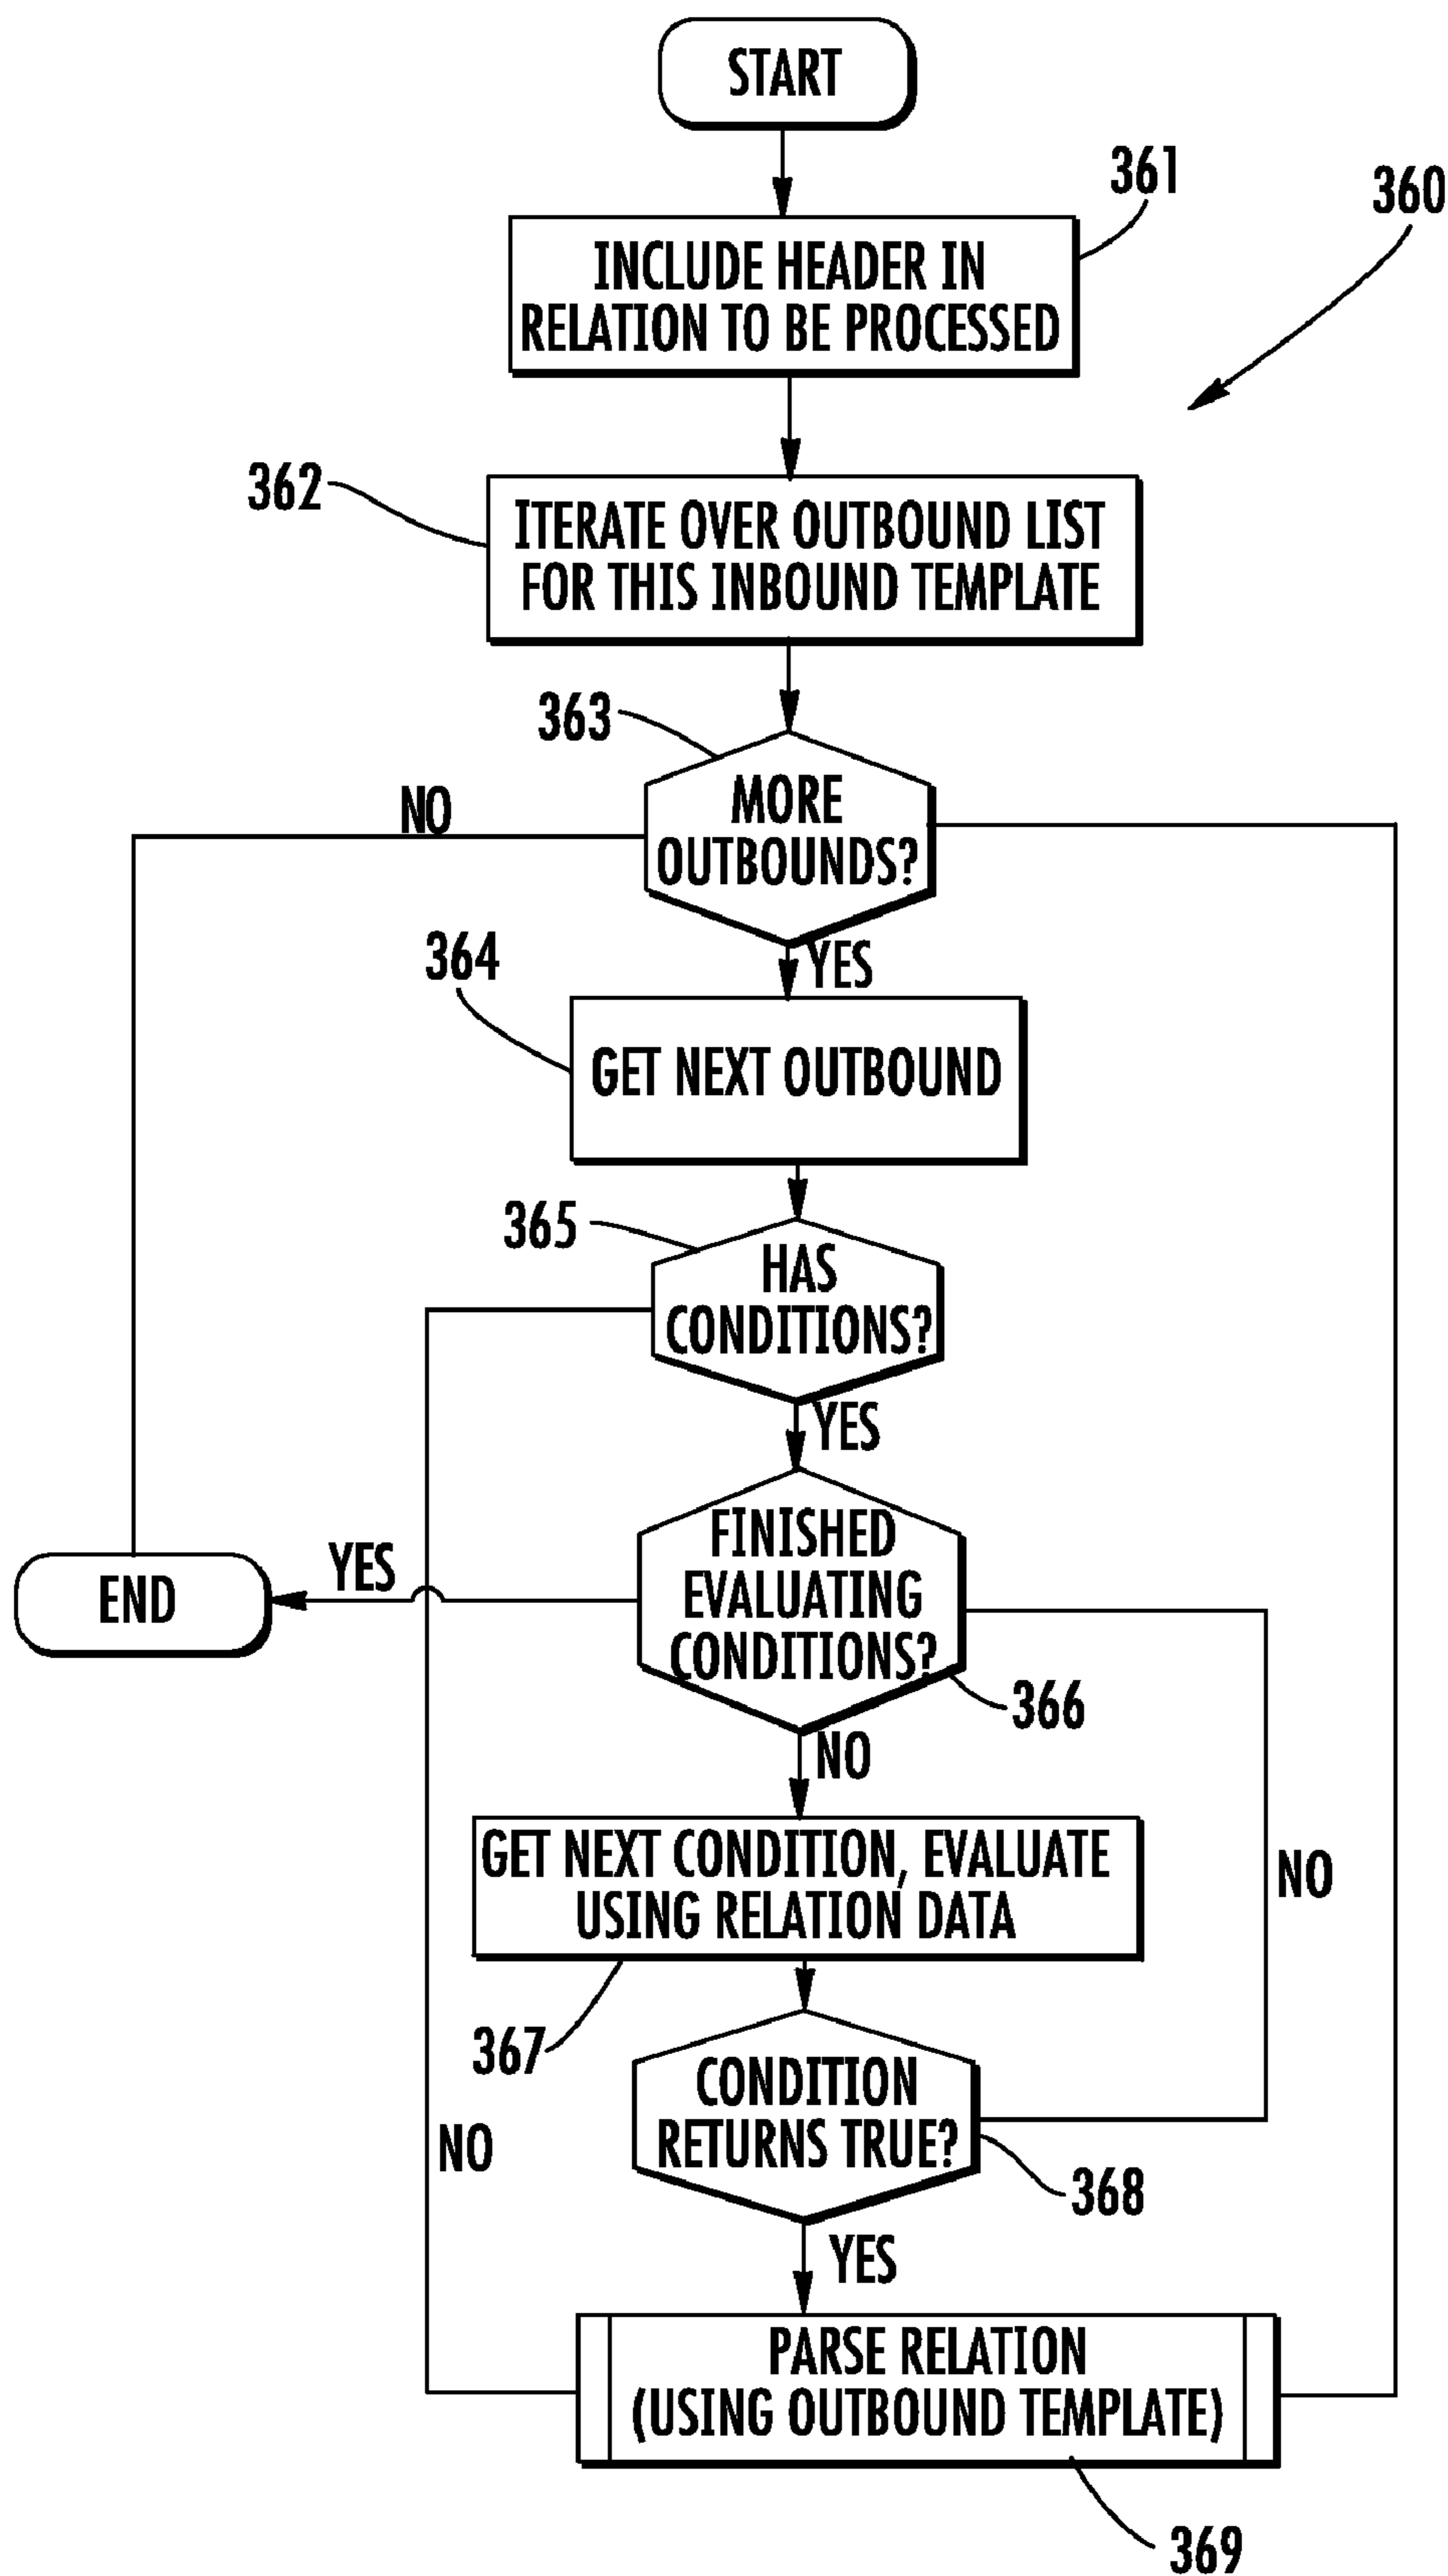 START
361
360
INCLUDE HEADER IN
RELATION TO BE PROCESSED
362
ITERATE OVER OUTBOUND LIST
FOR THIS INBOUND TEMPLATE
363
NO
MORE
OUTBOUNDS?
YES
364
GET NEXT OUTBOUND
365
HAS
CONDITIONS?
YES
FINISHED
EVALUATING
CONDITIONS?
YES
END
366
NO
GET NEXT CONDITION, EVALUATE
USING RELATION DATA
NO
367
CONDITION
RETURNS TRUE?
NO
368
YES
PARSE RELATION
(USING OUTBOUND TEMPLATE)
369